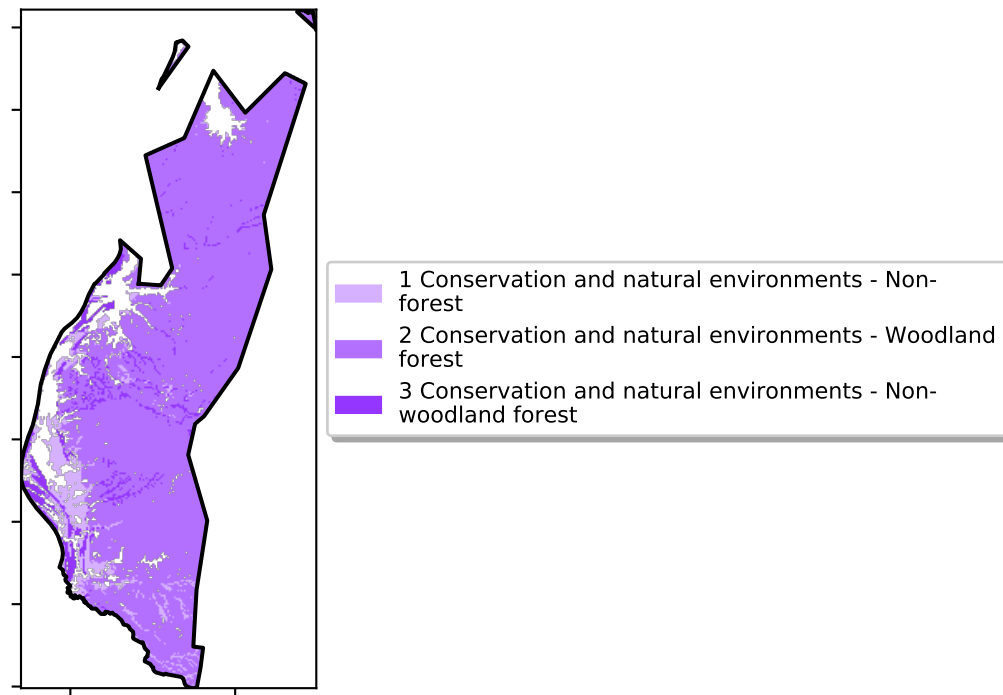 1 Conservation and natural environments - Non-
forest
2 Conservation and natural environments - Woodland
forest
3 Conservation and natural environments - Non-
woodland forest